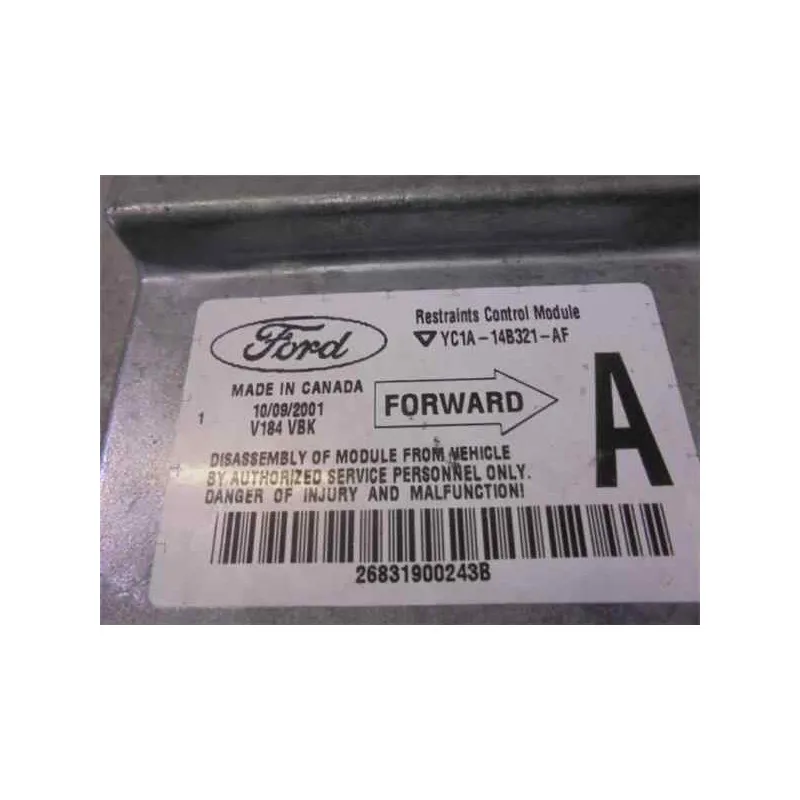 Ford
Restraints Control Module
YC1A-14B321-AF
MADE IN CANADA
10/09/2001
V184 VBK
1
FORWARD
A
DISASSEMBLY OF MODULE FROM VEHICLE
BY AUTHORIZED SERVICE PERSONNEL ONLY.
DANGER OF INJURY AND MALFUNCTION!
26831900243B